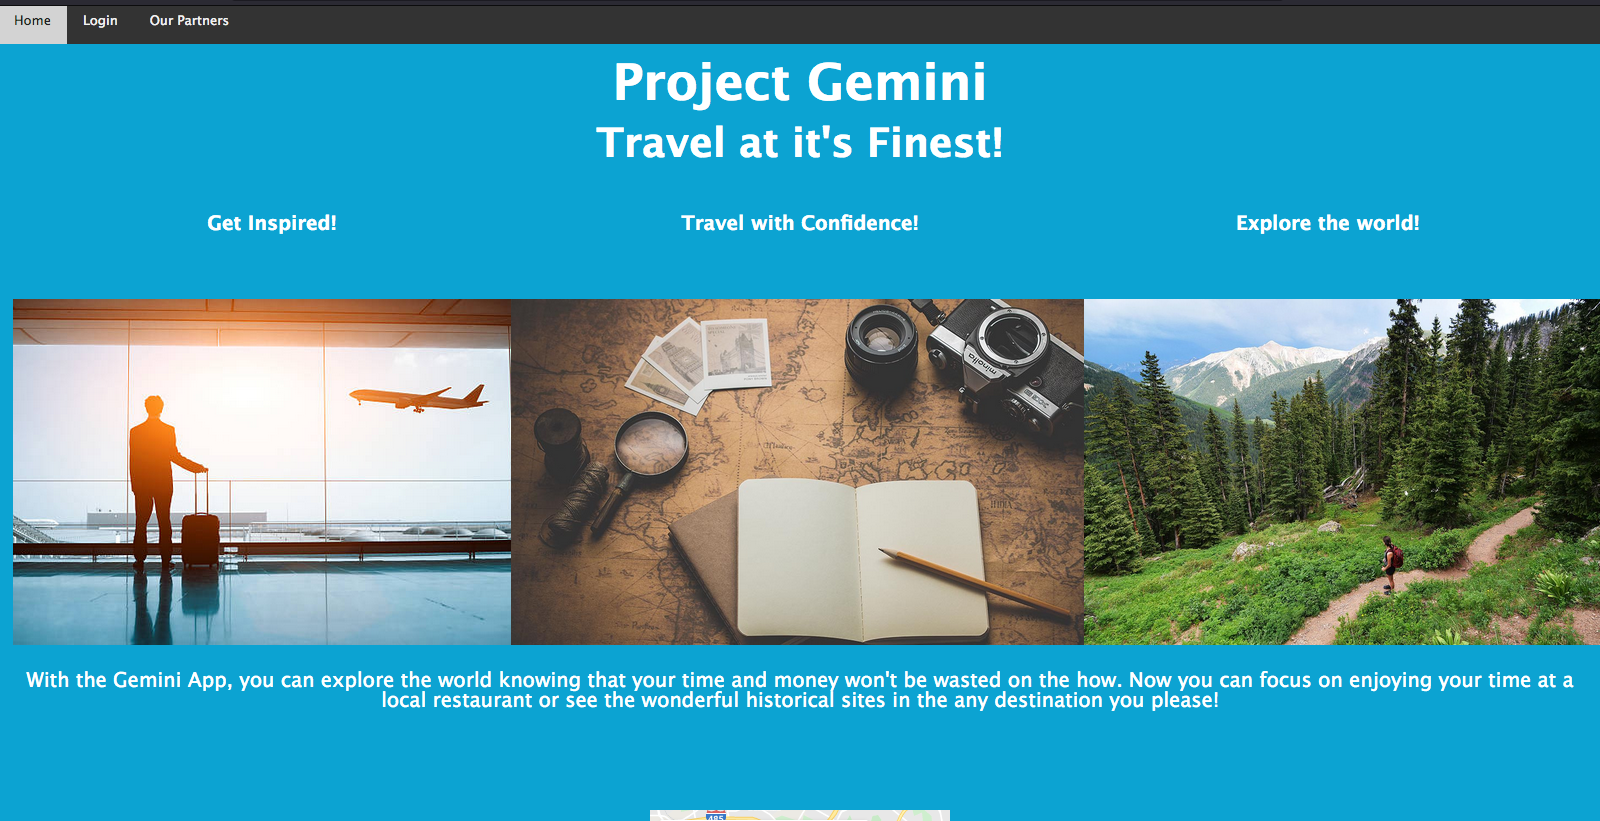 Home Login Our Partners
Project Gemini
Travel at it's Finest!
Get Inspired! Travel with Confidence! Explore the world!
minolta
With the Gemini App, you can explore the world knowing that your time and money won't be wasted on the how. Now you can focus on enjoying your time at a
local restaurant or see the wonderful historical sites in the any destination you please!
485